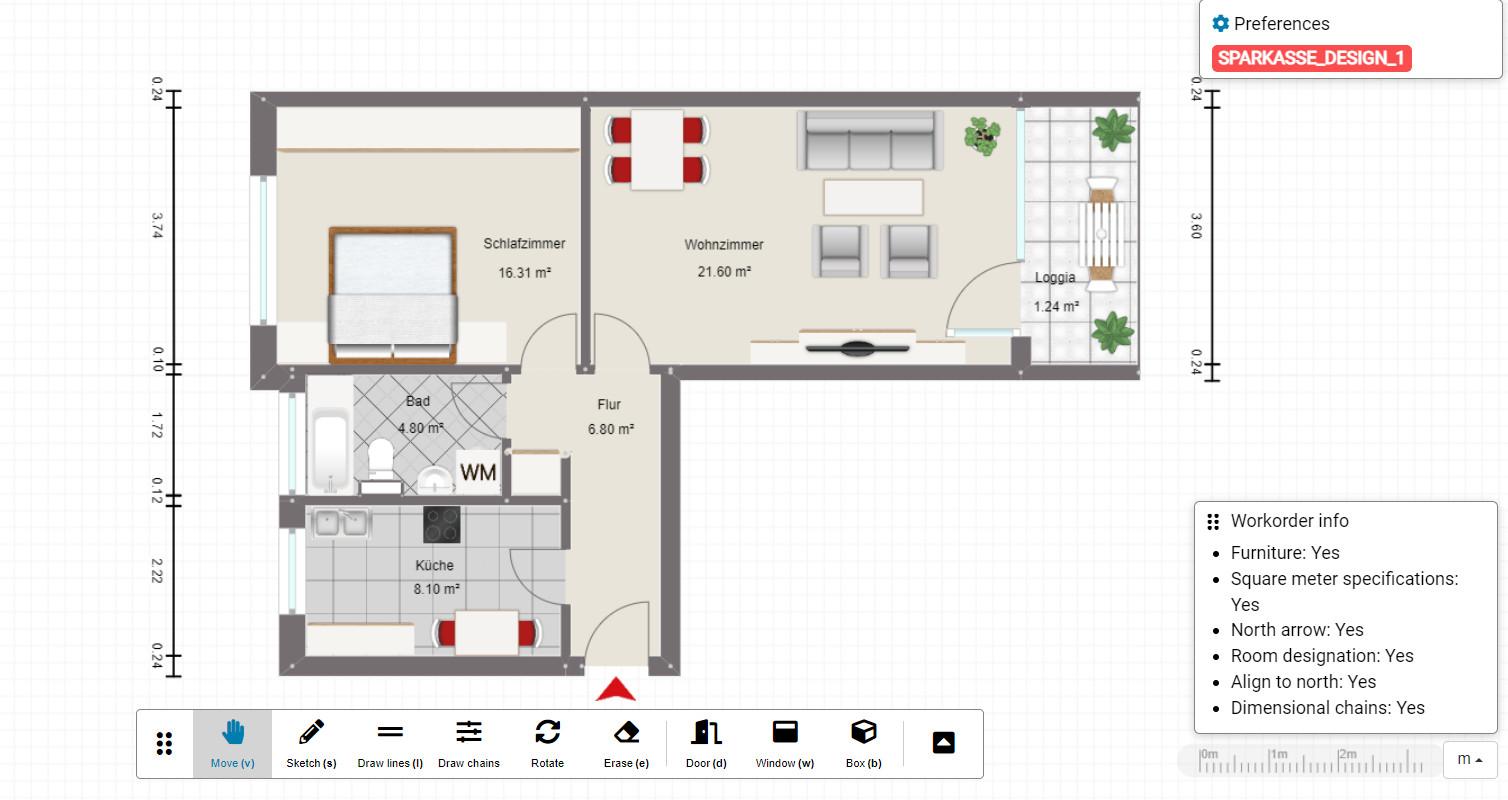 Preferences
SPARKASSE_DESIGN_1
0.24
3.74
0.10
1.72
0.12
2.22
0.24
0.24
3.60
0.24
Schlafzimmer
16.31 m²
Wohnzimmer
21.60 m²
Loggia
1.24 m²
Bad
4.80 m²
WM
Flur
6.80 m²
Küche
8.10 m²
Workorder info
Furniture: Yes
Square meter specifications:
Yes
North arrow: Yes
Room designation: Yes
Align to north: Yes
Dimensional chains: Yes
Move (v)
Sketch (s)
Draw lines (l)
Draw chains
Rotate
Erase (e)
Door (d)
Window (w)
Box (b)
0m
1m
2m
m